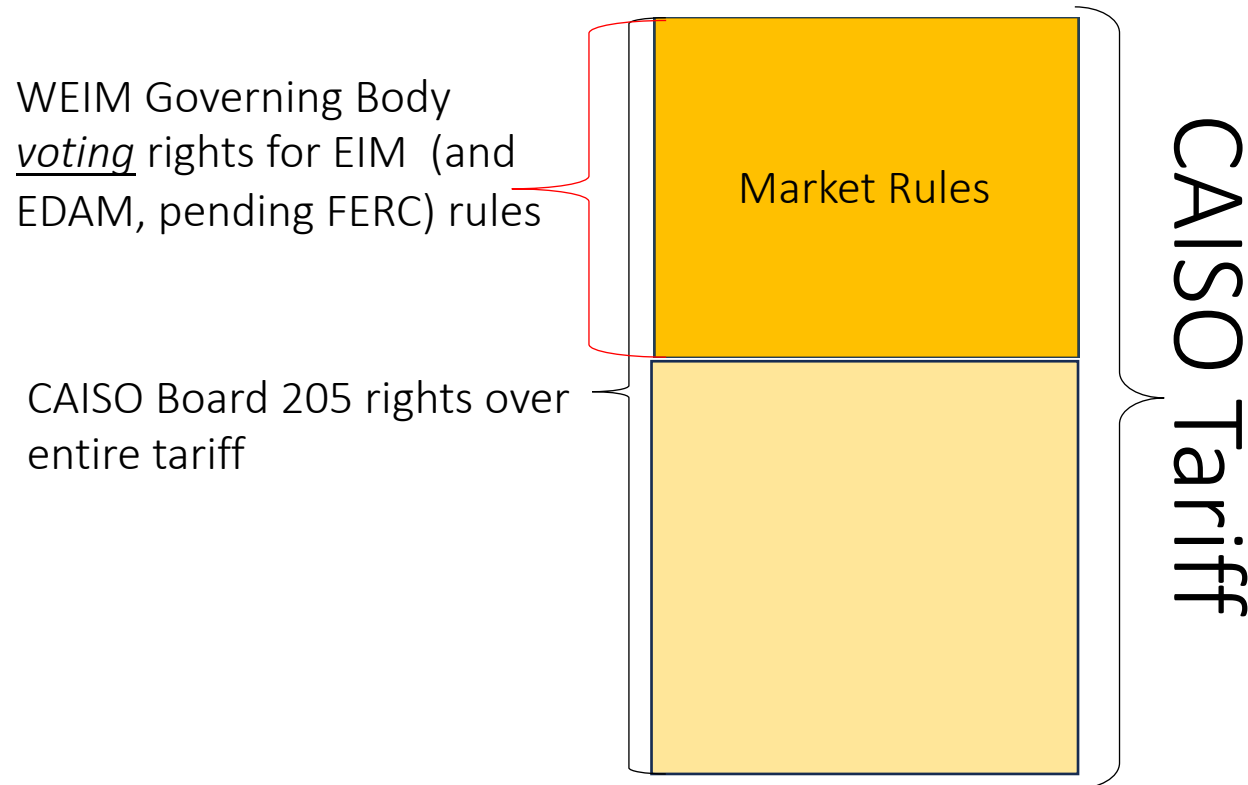 WEIM Governing Body
voting rights for EIM  (and
EDAM, pending FERC) rules
Market Rules
CAISO Board 205 rights over
entire tariff
CAISO Tariff